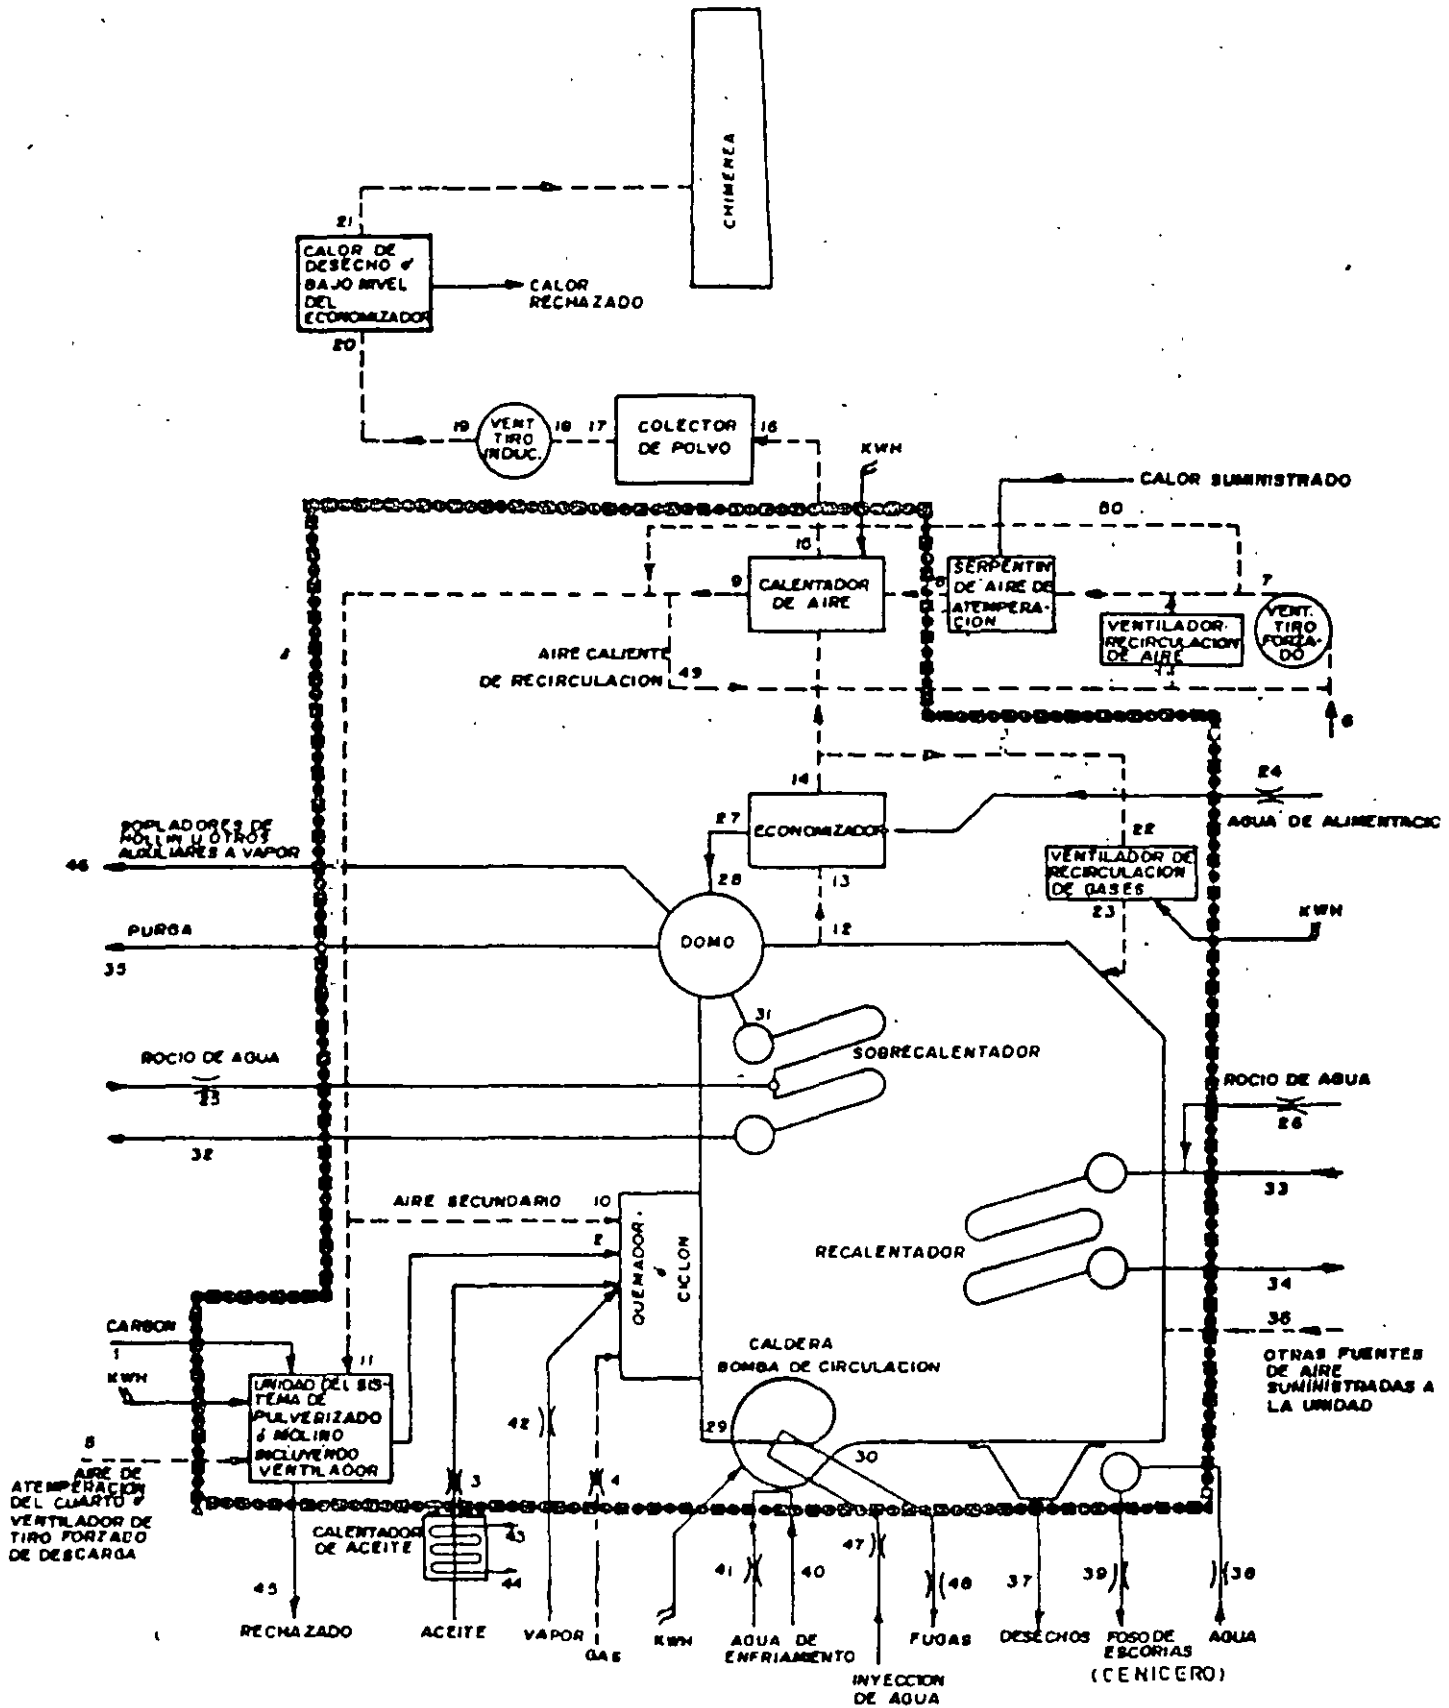 CHIMENEA
21
CALOR DE
DESECHO ó
BAJO NIVEL
DEL
ECONOMIZADOR
CALOR
RECHAZADO
20
19
VENT
TIRO
INDUC.
18
17
COLECTOR
DE POLVO
16
KWH
CALOR SUMINISTRADO
50
15
9
CALENTADOR
DE AIRE
8
SERPENTIN
DE AIRE DE
ATEMPERA-
CION
7
VENT.
TIRO
FORZA-
DO
VENTILADOR-
RECIRCULACION
DE AIRE
AIRE CALIENTE
DE RECIRCULACION
49
6
14
24
AGUA DE ALIMENTACIC
27
ECONOMIZADOR
22
SOPLADORES DE
HOLLIN U OTROS
AUXILIARES A VAPOR
46
28
13
VENTILADOR DE
RECIRCULACION
DE GASES
23
KWH
PURGA
35
DOMO
12
31
SOBRECALENTADOR
ROCIO DE AGUA
25
ROCIO DE AGUA
26
32
33
AIRE SECUNDARIO
10
2
QUEMADOR-
ó
CICLON
RECALENTADOR
34
36
OTRAS FUENTES
DE AIRE
SUMINISTRADAS A
LA UNIDAD
CARBON
1
KWH
11
UNIDAD DEL SIS-
TEMA DE
PULVERIZADO
ó MOLINO
INCLUYENDO
VENTILADOR
CALDERA
BOMBA DE CIRCULACION
42
29
30
5
AIRE DE
ATEMPERACION
DEL CUARTO ó
VENTILADOR DE
TIRO FORZADO
DE DESCARGA
3
4
CALENTADOR
DE ACEITE
43
44
45
41
40
47
48
37
39
38
RECHAZADO
ACEITE
VAPOR
GAS
KWH
AGUA DE
ENFRIAMIENTO
INYECCION
DE AGUA
FUGAS
DESECHOS
FOSO DE
ESCORIAS
(CENICERO)
AGUA